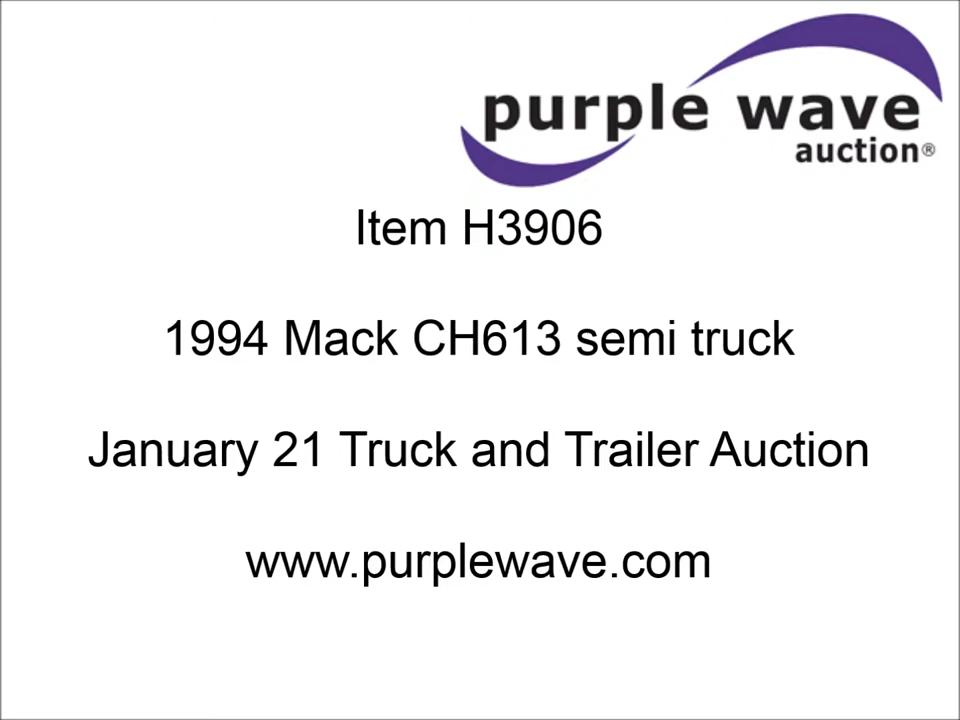 purple wave
auction®
Item H3906
1994 Mack CH613 semi truck
January 21 Truck and Trailer Auction
www.purplewave.com